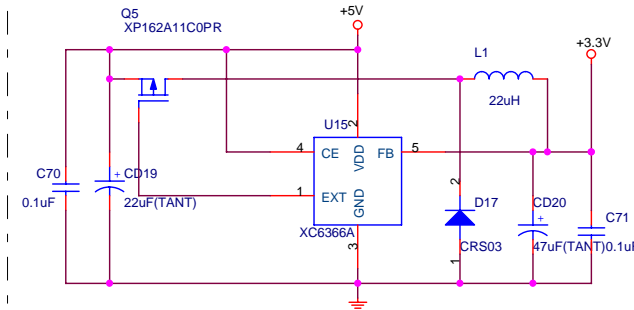 Q5
XP162A11C0PR
+5V
+3.3V
L1
22uH
U15
2
4
CE
VDD
FB
5
C70
0.1uF
CD19
22uF(TANT)
1
EXT
GND
XC6366A
3
2
D17
CRS03
1
CD20
47uF(TANT)
C71
0.1uF